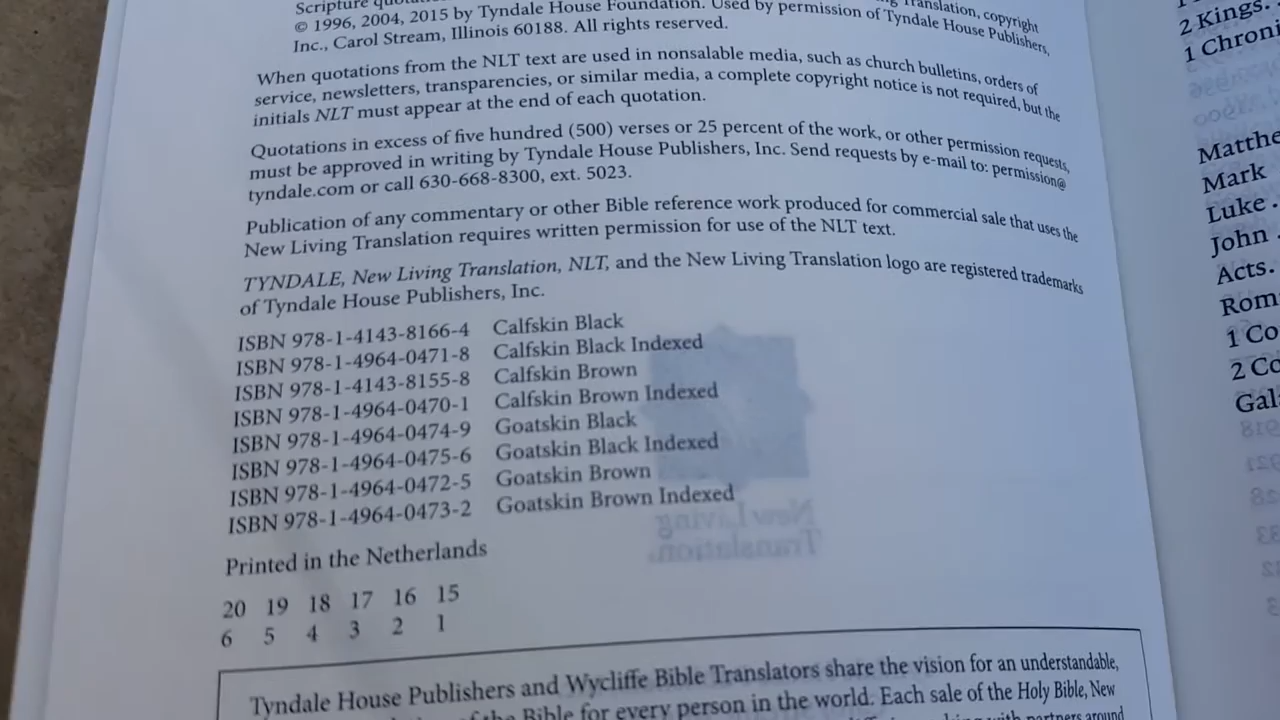 Scripture quotations Translation, copyright
© 1996, 2004, 2015 by Tyndale House Foundation. Used by permission of Tyndale House Publishers,
Inc., Carol Stream, Illinois 60188. All rights reserved.
When quotations from the NLT text are used in nonsalable media, such as church bulletins, orders of
service, newsletters, transparencies, or similar media, a complete copyright notice is not required, but the
initials NLT must appear at the end of each quotation.
Quotations in excess of five hundred (500) verses or 25 percent of the work, or other permission requests,
must be approved in writing by Tyndale House Publishers, Inc. Send requests by e-mail to: permission@
tyndale.com or call 630-668-8300, ext. 5023.
Publication of any commentary or other Bible reference work produced for commercial sale that uses the
New Living Translation requires written permission for use of the NLT text.
TYNDALE, New Living Translation, NLT, and the New Living Translation logo are registered trademarks
of Tyndale House Publishers, Inc.
ISBN 978-1-4143-8166-4 Calfskin Black
ISBN 978-1-4964-0471-8 Calfskin Black Indexed
ISBN 978-1-4143-8155-8 Calfskin Brown
ISBN 978-1-4964-0470-1 Calfskin Brown Indexed
ISBN 978-1-4964-0474-9 Goatskin Black
ISBN 978-1-4964-0475-6 Goatskin Black Indexed
ISBN 978-1-4964-0472-5 Goatskin Brown
ISBN 978-1-4964-0473-2 Goatskin Brown Indexed
Printed in the Netherlands
20 19 18 17 16 15
6 5 4 3 2 1
Tyndale House Publishers and Wycliffe Bible Translators share the vision for an understandable,
of the Bible for every person in the world. Each sale of the Holy Bible, New
with partners around
2 Kings.
1 Chroni
Matthe
Mark
Luke .
John .
Acts.
Rom
1 Co
2 Co
Gal